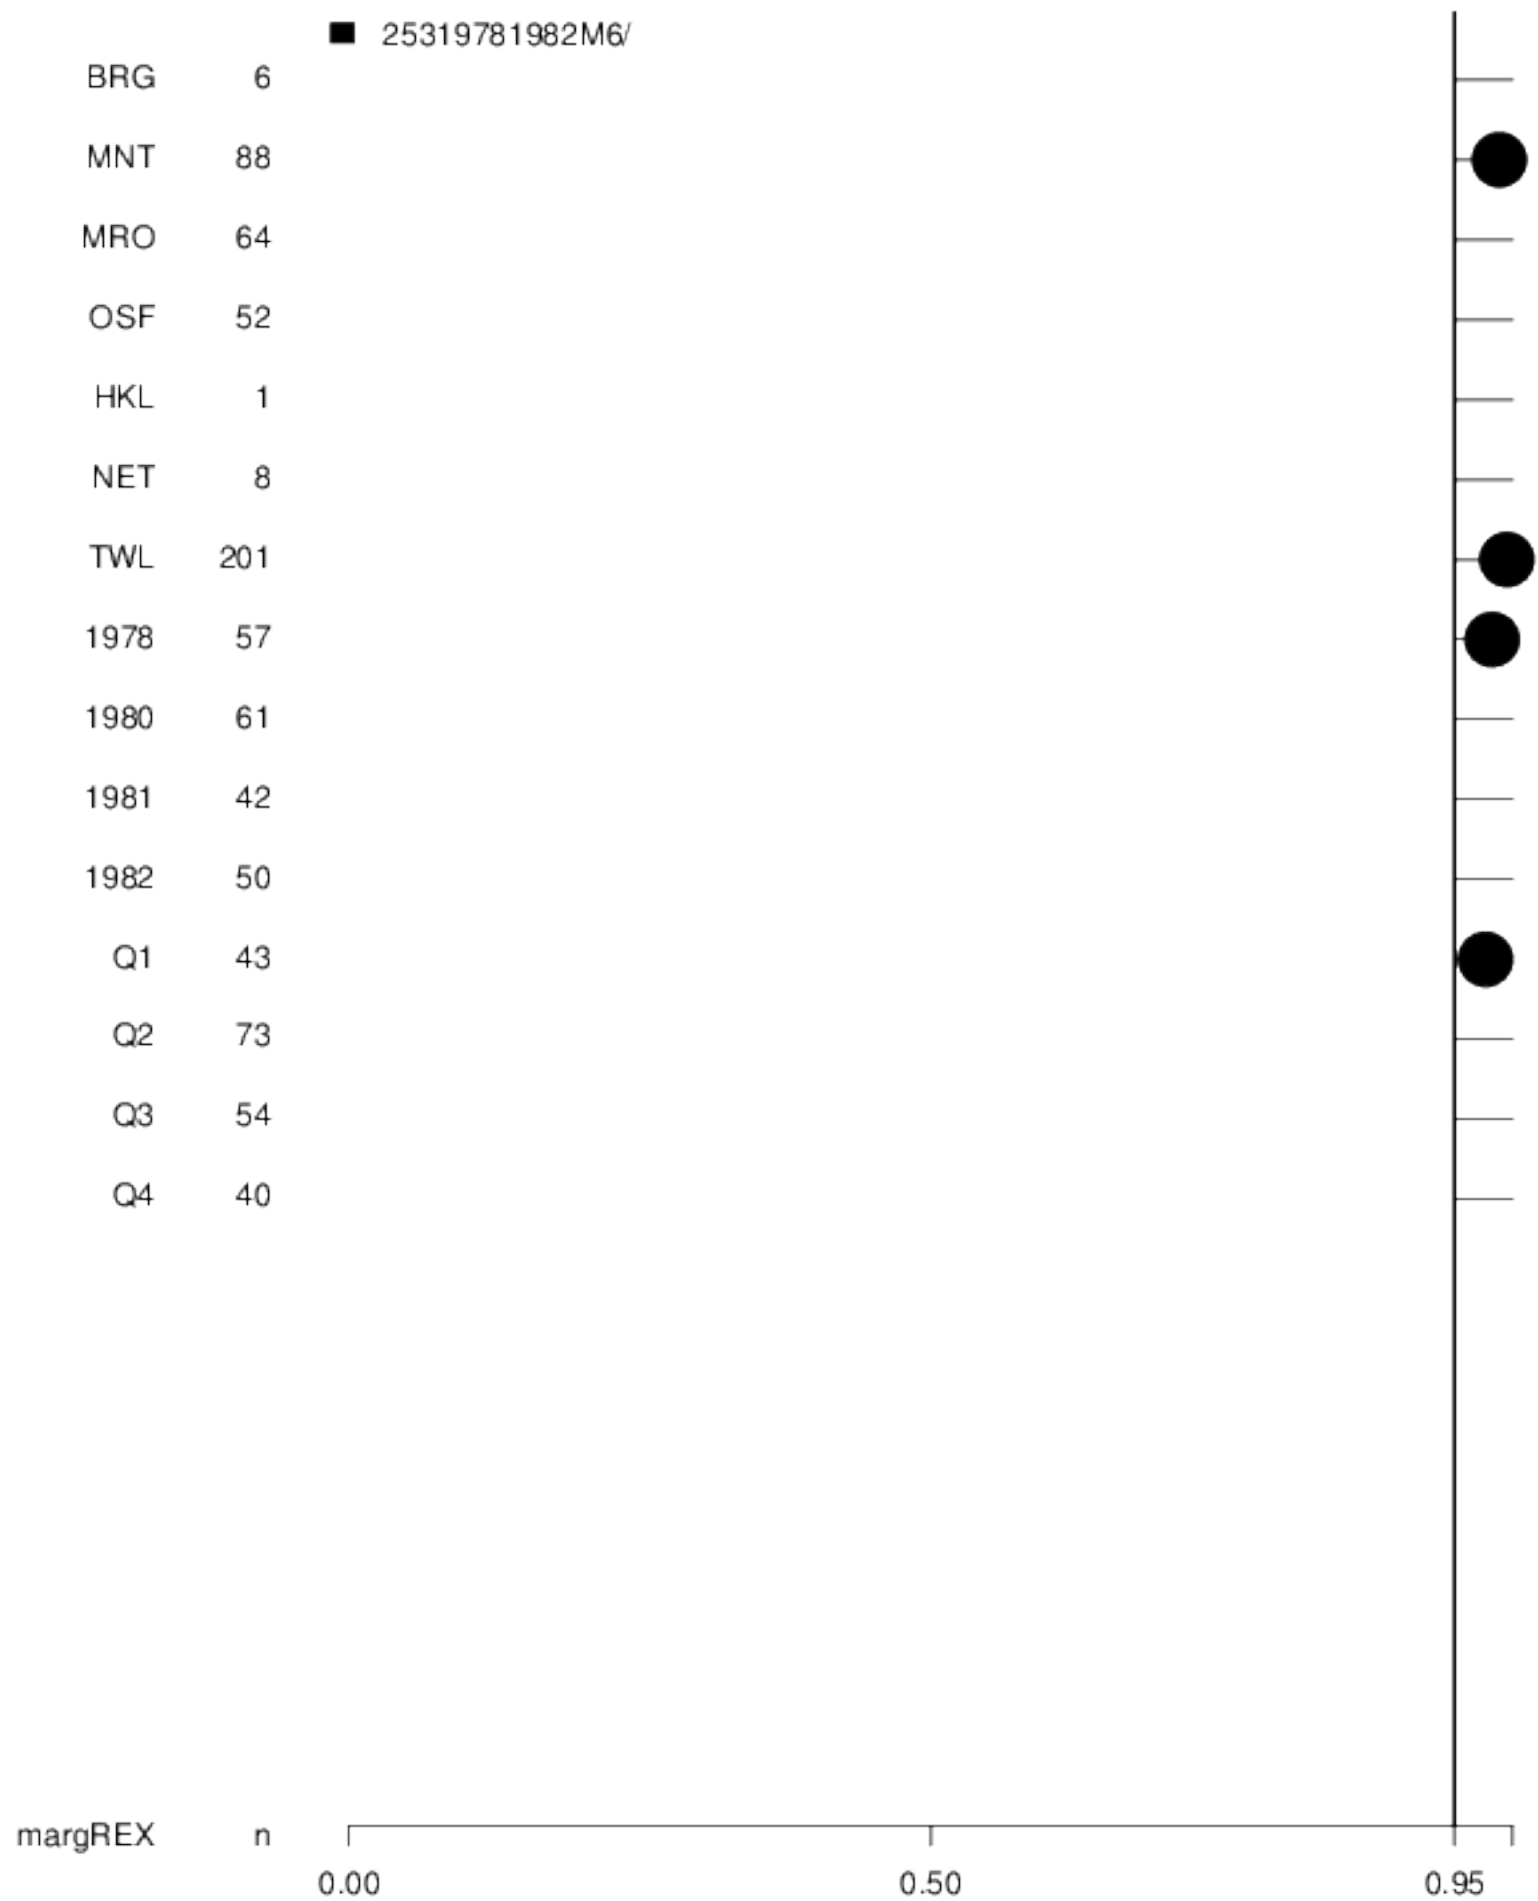 25319781982M6/
BRG 6
MNT 88
MRO 64
OSF 52
HKL 1
NET 8
TWL 201
1978 57
1980 61
1981 42
1982 50
Q1 43
Q2 73
Q3 54
Q4 40
margREX n
0.00 0.50 0.95